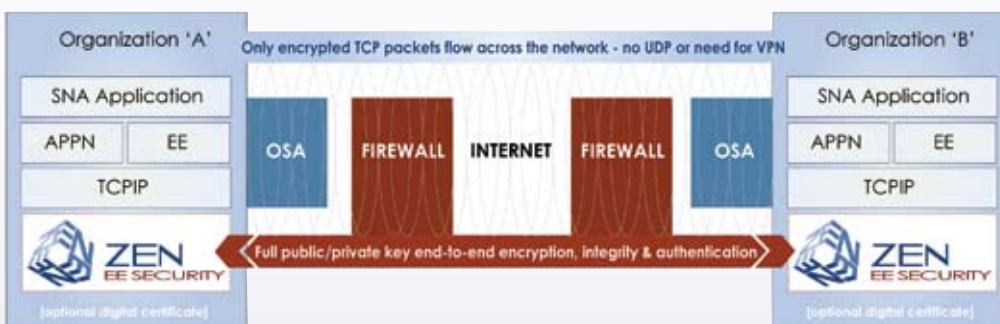 Organization 'A'
SNA Application
APPN
EE
TCPIP
ZEN
EE SECURITY
[optional digital certificate]
Only encrypted TCP packets flow across the network - no UDP or need for VPN
OSA
FIREWALL
INTERNET
FIREWALL
OSA
Full public/private key end-to-end encryption, integrity & authentication
Organization 'B'
SNA Application
APPN
EE
TCPIP
ZEN
EE SECURITY
[optional digital certificate]